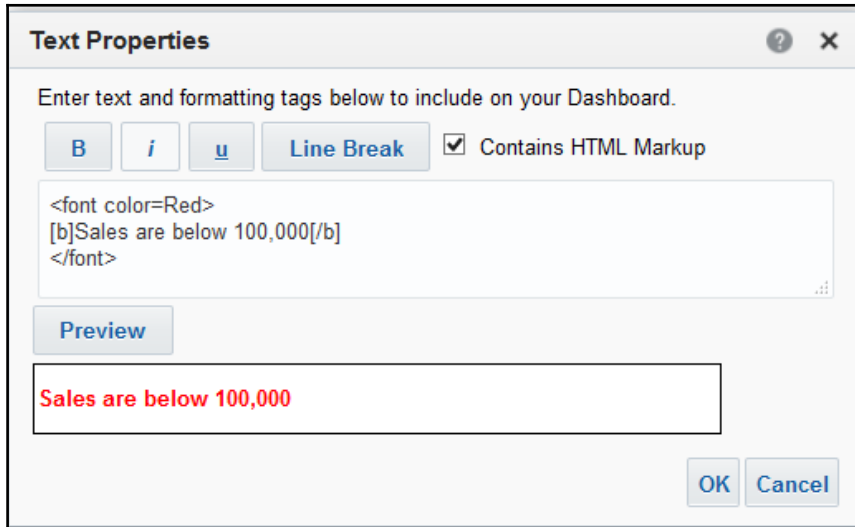 Text Properties ? ×
Enter text and formatting tags below to include on your Dashboard.
B i u Line Break Contains HTML Markup
<font color=Red>
[b]Sales are below 100,000[/b]
</font>
Preview
Sales are below 100,000
OK Cancel